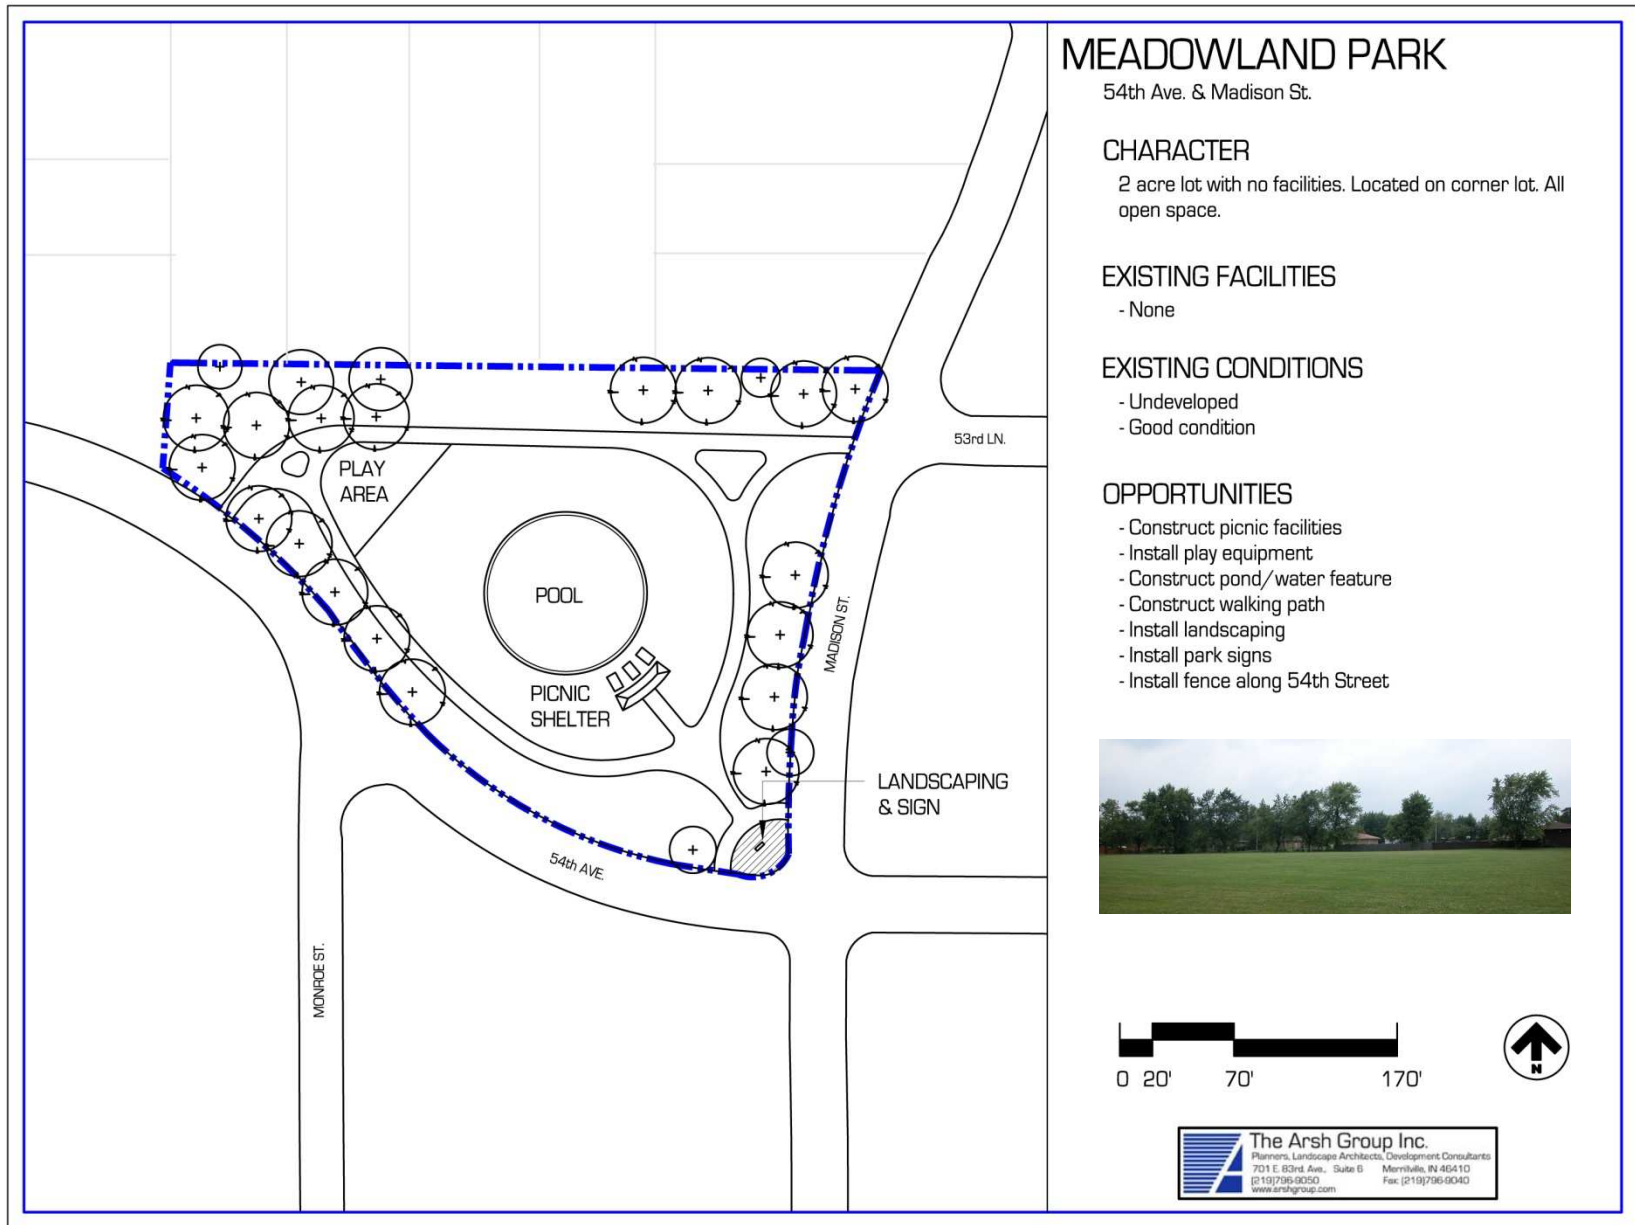 MEADOWLAND PARK
54th Ave. & Madison St.
CHARACTER
2 acre lot with no facilities. Located on corner lot. All
open space.
EXISTING FACILITIES
- None
EXISTING CONDITIONS
- Undeveloped
- Good condition
OPPORTUNITIES
- Construct picnic facilities
- Install play equipment
- Construct pond/water feature
- Construct walking path
- Install landscaping
- Install park signs
- Install fence along 54th Street
53rd LN.
PLAY
AREA
POOL
MADISON ST.
PICNIC
SHELTER
LANDSCAPING
& SIGN
54th AVE.
MONROE ST.
0 20' 70' 170'
N
The Arsh Group Inc.
Planners, Landscape Architects, Development Consultants
701 E. 83rd. Ave., Suite 6 Merrilville, IN 46410
(219)796-9050 Fax: (219)796-9040
www.arshgroup.com